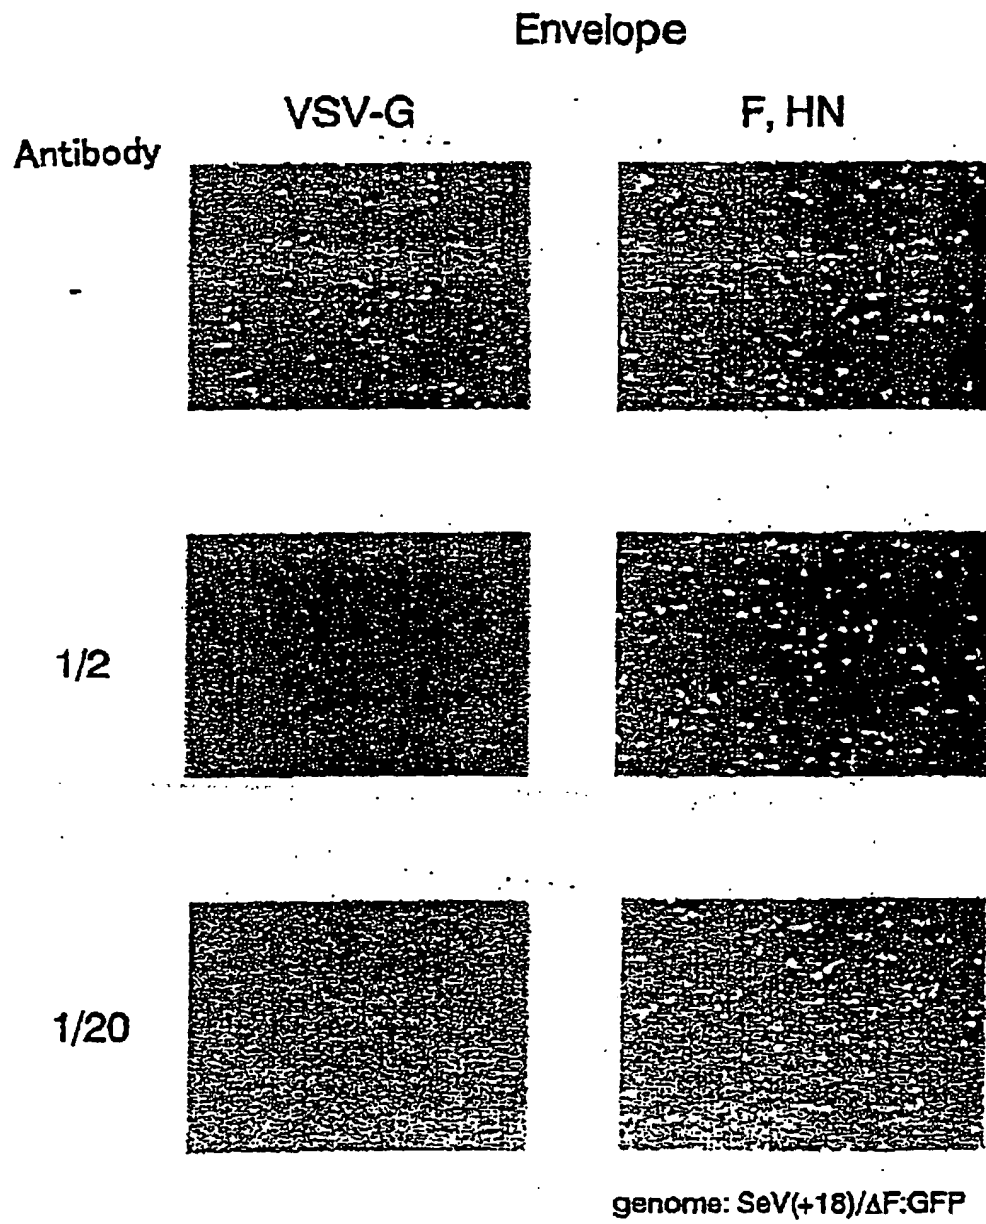 Envelope
VSV-G F, HN
Antibody
-
1/2
1/20
genome: SeV(+18)/ΔF:GFP